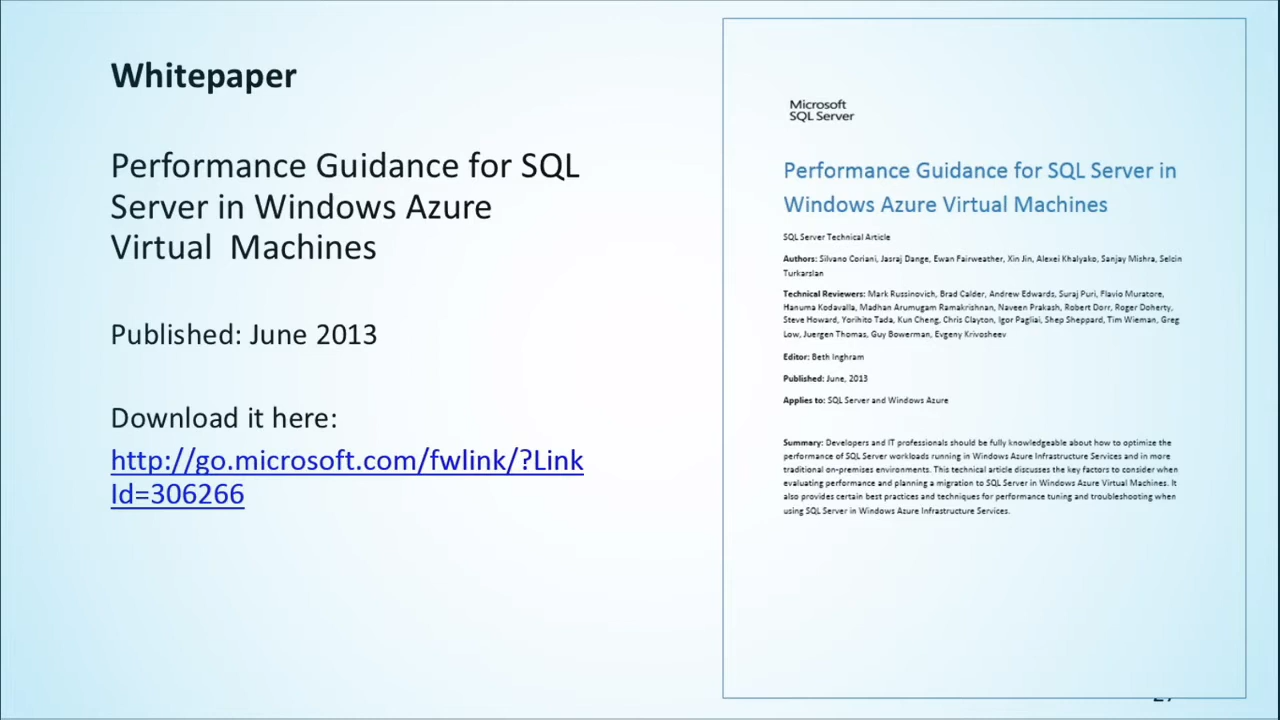 Whitepaper
Performance Guidance for SQL
Server in Windows Azure
Virtual  Machines
Published: June 2013
Download it here:
http://go.microsoft.com/fwlink/?Link
Id=306266
Microsoft
SQL Server
Performance Guidance for SQL Server in
Windows Azure Virtual Machines
SQL Server Technical Article
Authors: Silvano Coriani, Jasraj Dange, Ewan Fairweather, Xin Jin, Alexei Khalyako, Sanjay Mishra, Selcin
Turkarslan
Technical Reviewers: Mark Russinovich, Brad Calder, Andrew Edwards, Suraj Puri, Flavio Muratore,
Hanuma Kodavalla, Madhan Arumugam Ramakrishnan, Naveen Prakash, Robert Dorr, Roger Doherty,
Steve Howard, Yorihito Tada, Kun Cheng, Chris Clayton, Igor Pagliai, Shep Sheppard, Tim Wieman, Greg
Low, Juergen Thomas, Guy Bowerman, Evgeny Krivosheev
Editor: Beth Inghram
Published: June, 2013
Applies to: SQL Server and Windows Azure
Summary: Developers and IT professionals should be fully knowledgeable about how to optimize the
performance of SQL Server workloads running in Windows Azure Infrastructure Services and in more
traditional on-premises environments. This technical article discusses the key factors to consider when
evaluating performance and planning a migration to SQL Server in Windows Azure Virtual Machines. It
also provides certain best practices and techniques for performance tuning and troubleshooting when
using SQL Server in Windows Azure Infrastructure Services.